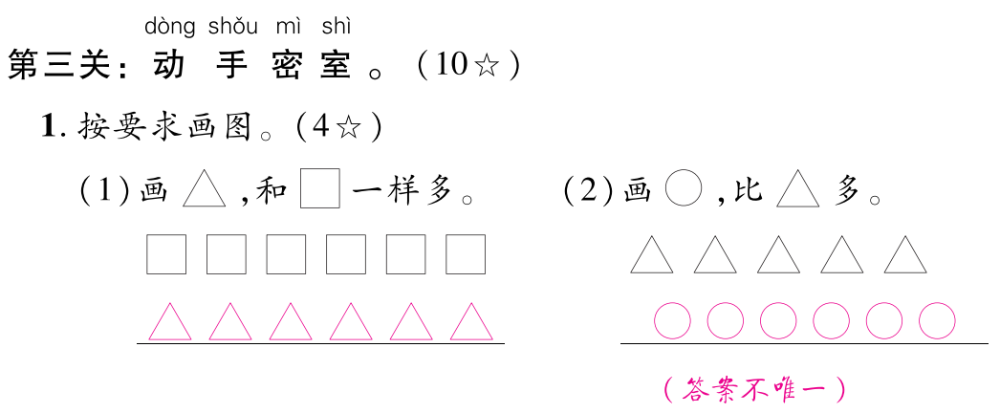 dòng shǒu mì shì
第三关：动手密室。(10☆)
1.按要求画图。(4☆)
(1)画△,和□一样多。
(2)画○,比△多。
(答案不唯一)